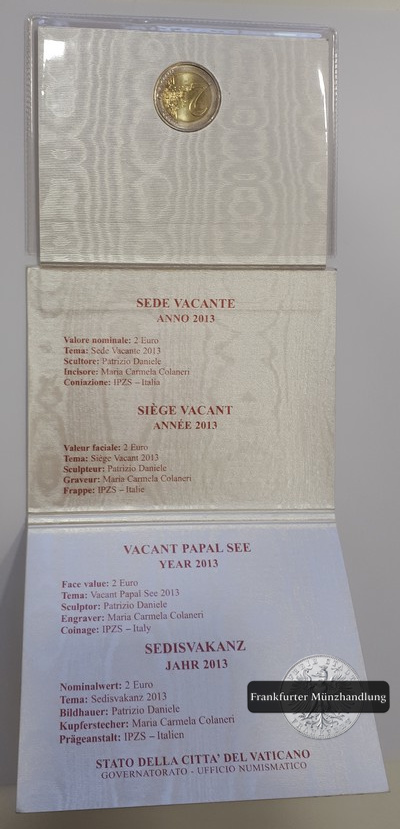 2
SEDE VACANTE
ANNO 2013
Valore nominale: 2 Euro
Tema: Sede Vacante 2013
Scultore: Patrizio Daniele
Incisore: Maria Carmela Colaneri
Coniazione: IPZS – Italia
SIÈGE VACANT
ANNÉE 2013
Valeur faciale: 2 Euro
Tema: Siège Vacant 2013
Sculpteur: Patrizio Daniele
Graveur: Maria Carmela Colaneri
Frappe: IPZS – Italie
VACANT PAPAL SEE
YEAR 2013
Face value: 2 Euro
Tema: Vacant Papal See 2013
Sculptor: Patrizio Daniele
Engraver: Maria Carmela Colaneri
Coinage: IPZS – Italy
SEDISVAKANZ
JAHR 2013
Nominalwert: 2 Euro
Tema: Sedisvakanz 2013
Bildhauer: Patrizio Daniele
Kupferstecher: Maria Carmela Colaneri
Prägeanstalt: IPZS – Italien
STATO DELLA CITTA' DEL VATICANO
GOVERNATORATO - UFFICIO NUMISMATICO
Frankfurter Münzhandlung